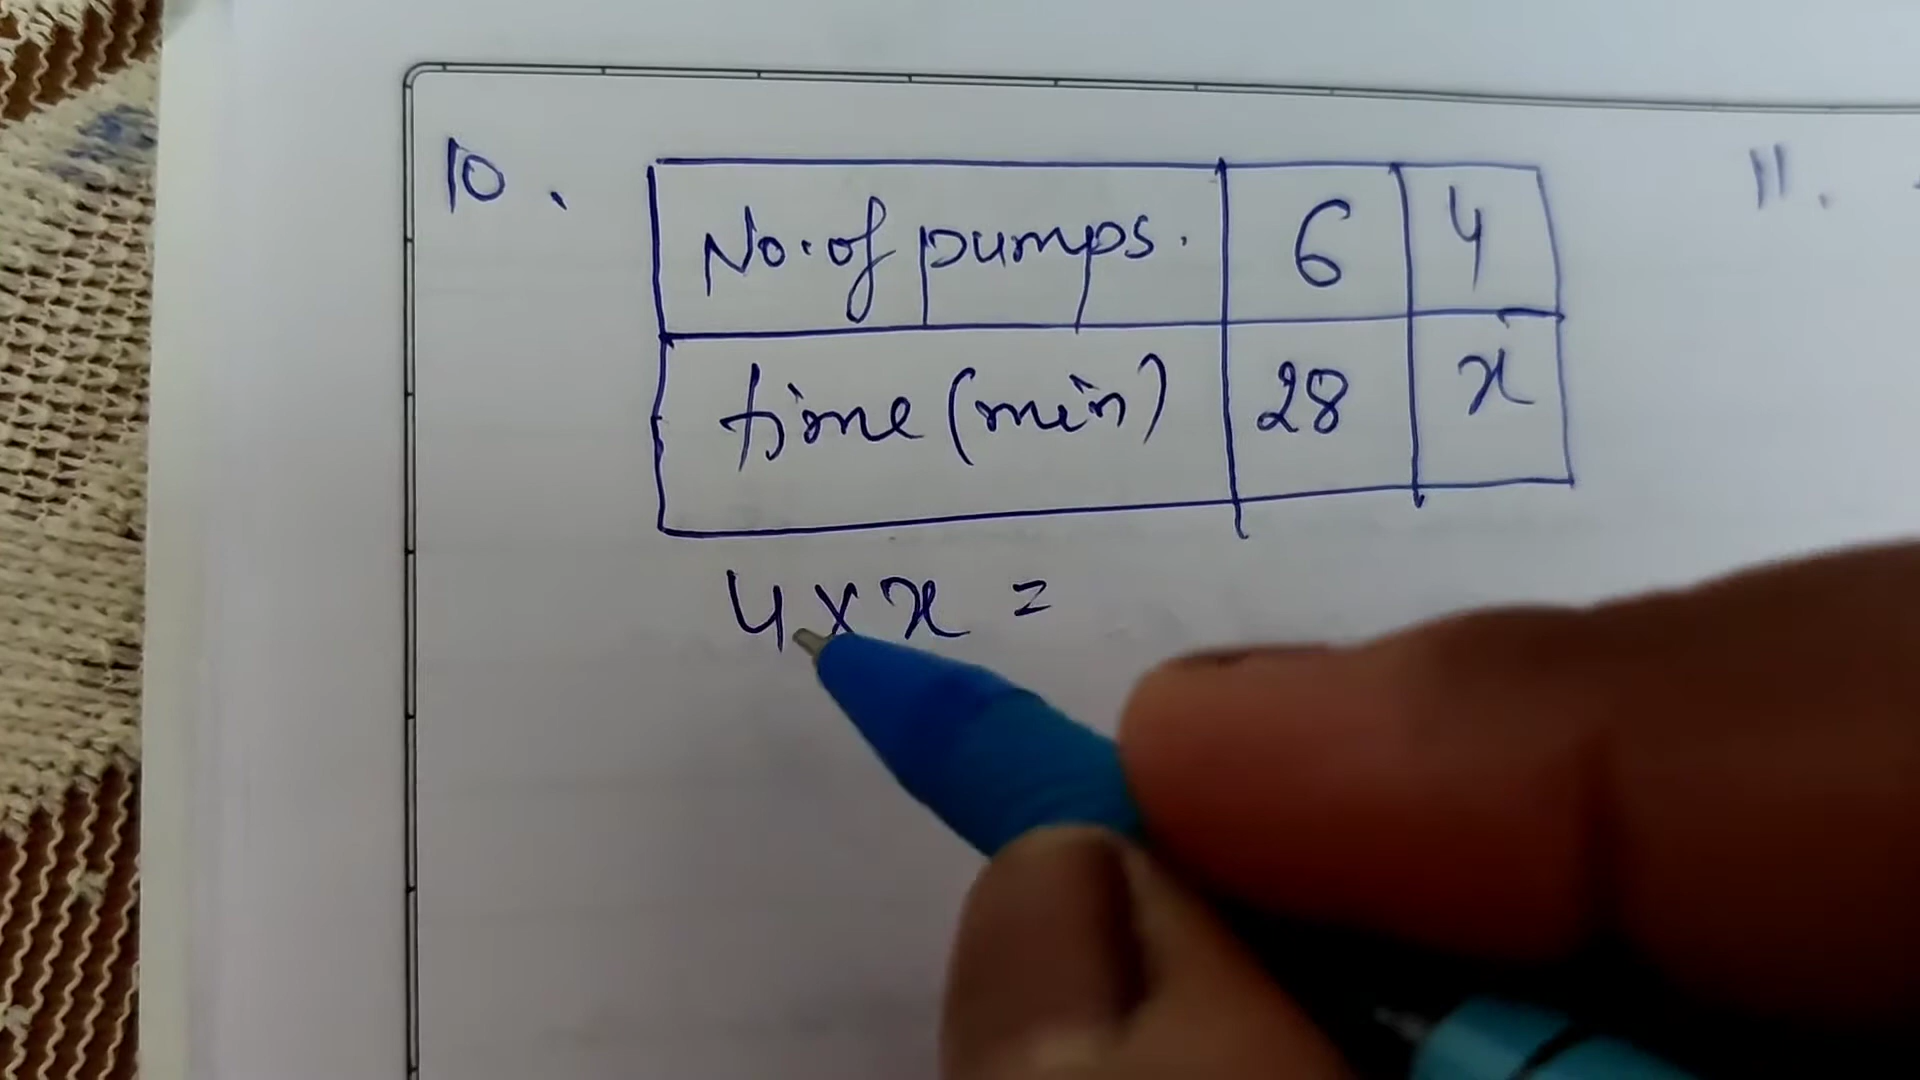 10.
No. of pumps. 6 4
time (min) 28 x
4 × x =
11.